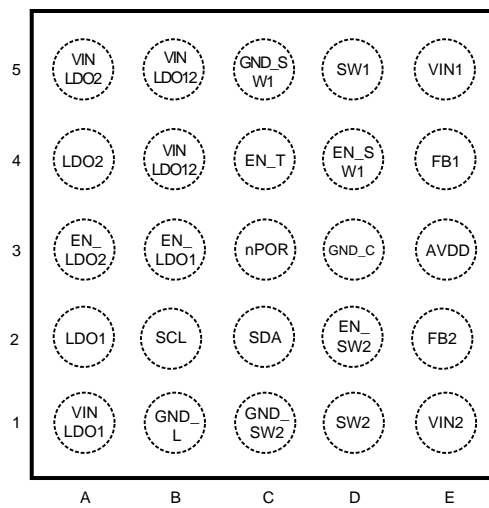 5
VIN
LDO2
VIN
LDO12
GND_S
W1
SW1
VIN1
4
LDO2
VIN
LDO12
EN_T
EN_S
W1
FB1
3
EN_
LDO2
EN_
LDO1
nPOR
GND_C
AVDD
2
LDO1
SCL
SDA
EN_
SW2
FB2
1
VIN
LDO1
GND_
L
GND_
SW2
SW2
VIN2
A B C D E